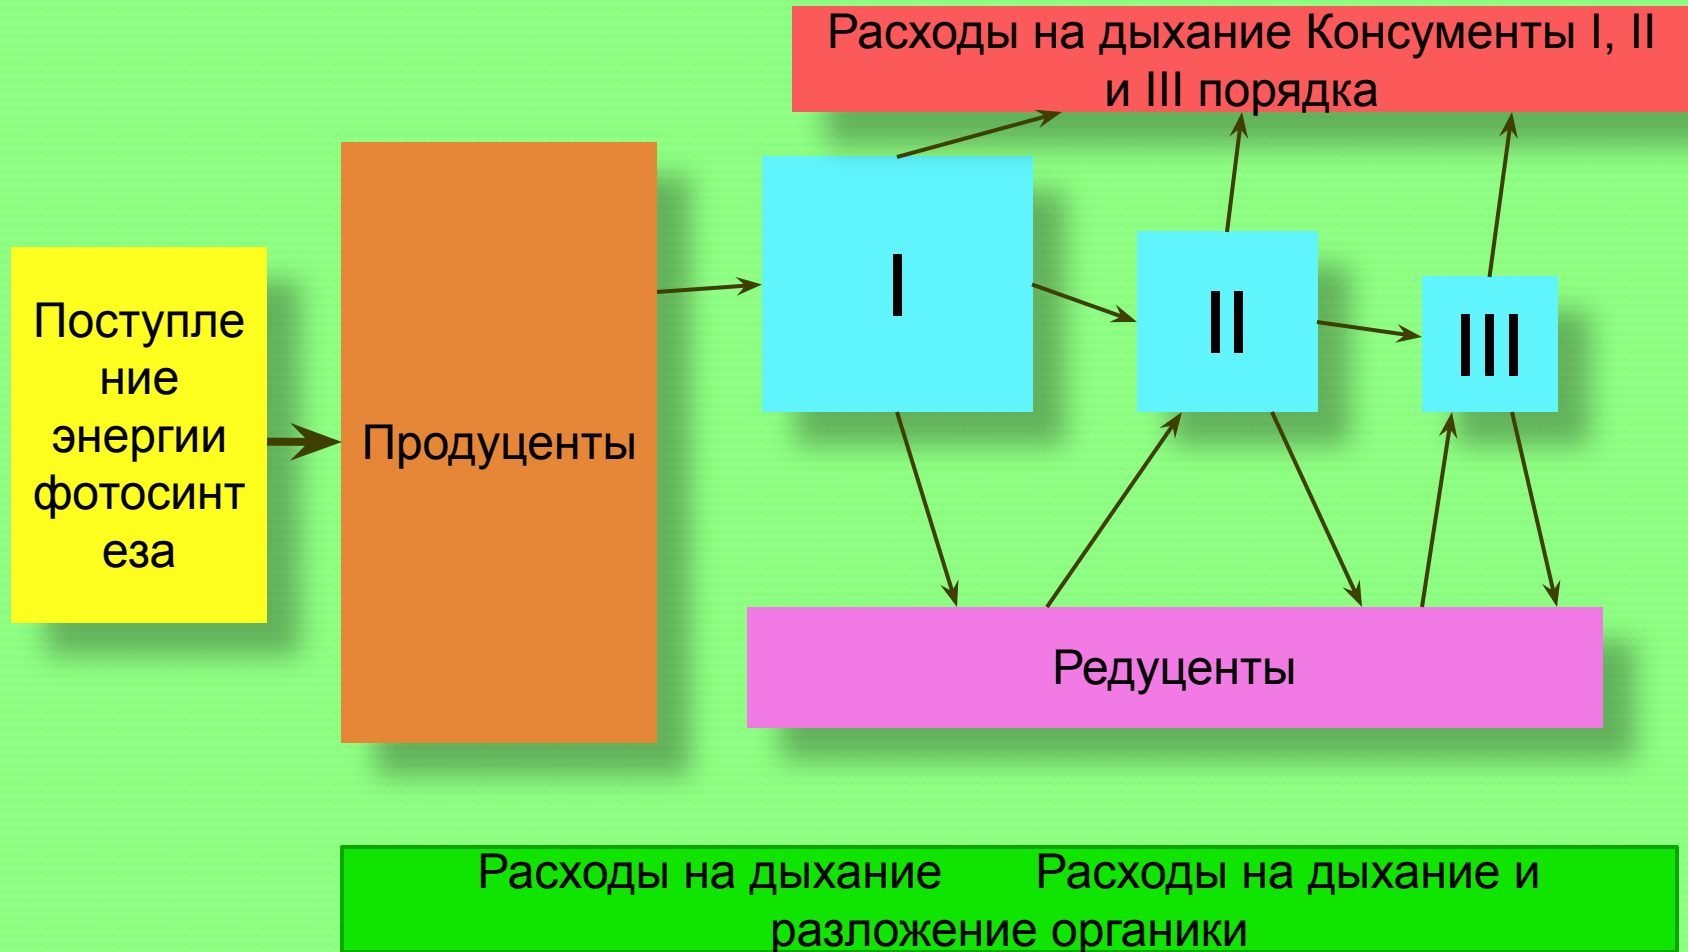 Расходы на дыхание Консументы I, II
и III порядка
Поступле
ние
энергии
фотосинт
еза
Продуценты
I
II
III
Редуценты
Расходы на дыхание Расходы на дыхание и
разложение органики